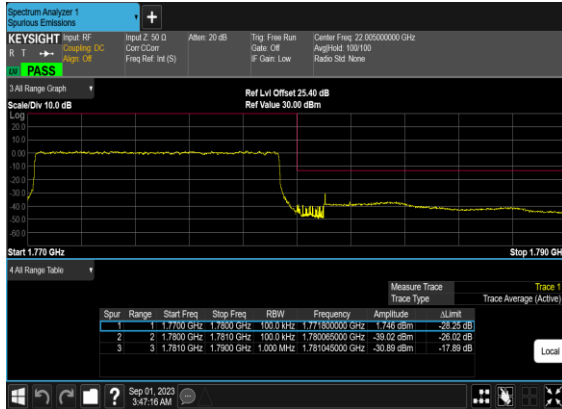 Spectrum Analyzer 1
Spurious Emissions
+
KEYSIGHT Input: RF Input Z: 50 Ω Atten: 20 dB Trig: Free Run Center Freq: 22.005000000 GHz
R T Coupling: DC Corr CCorr Gate: Off Avg|Hold: 100/100
Align: Off Freq Ref: Int (S) IF Gain: Low Radio Std: None
PASS
3 All Range Graph
Ref Lvl Offset 25.40 dB
Scale/Div 10.0 dB Ref Value 30.00 dBm
Log
20.0
10.0
0.00
-10.0
-20.0
-30.0
-40.0
-50.0
-60.0
Start 1.770 GHz Stop 1.790 GH
4 All Range Table
Measure Trace Trace 1
Trace Type Trace Average (Active)
Spur Range Start Freq Stop Freq RBW Frequency Amplitude ΔLimit
1 1 1.7700 GHz 1.7800 GHz 100.0 kHz 1.771800000 GHz 1.746 dBm -28.25 dB
2 2 1.7800 GHz 1.7810 GHz 100.0 kHz 1.780065000 GHz -39.02 dBm -26.02 dB
3 3 1.7810 GHz 1.7900 GHz 1.000 MHz 1.781045000 GHz -30.89 dBm -17.89 dB
Local
? Sep 01, 2023
3:47:16 AM